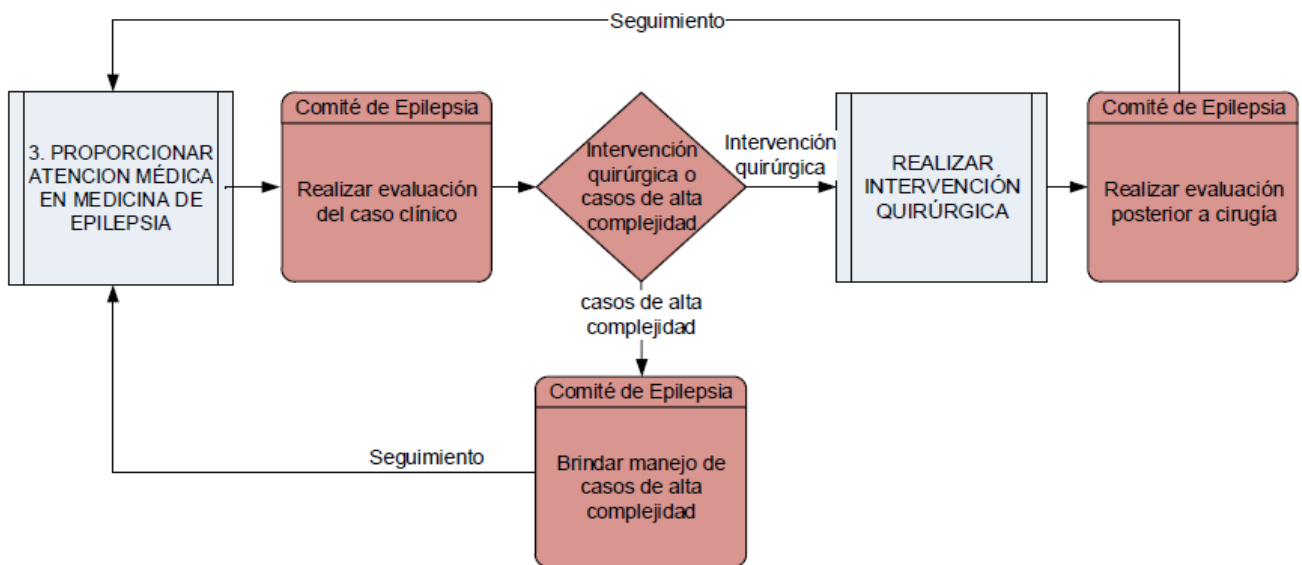 Seguimiento
3. PROPORCIONAR
ATENCION MÉDICA
EN MEDICINA DE
EPILEPSIA
Comité de Epilepsia
Realizar evaluación
del caso clínico
Intervención
quirúrgica o
casos de alta
complejidad
Intervención
quirúrgica
REALIZAR
INTERVENCIÓN
QUIRÚRGICA
Comité de Epilepsia
Realizar evaluación
posterior a cirugía
casos de alta
complejidad
Comité de Epilepsia
Brindar manejo de
casos de alta
complejidad
Seguimiento